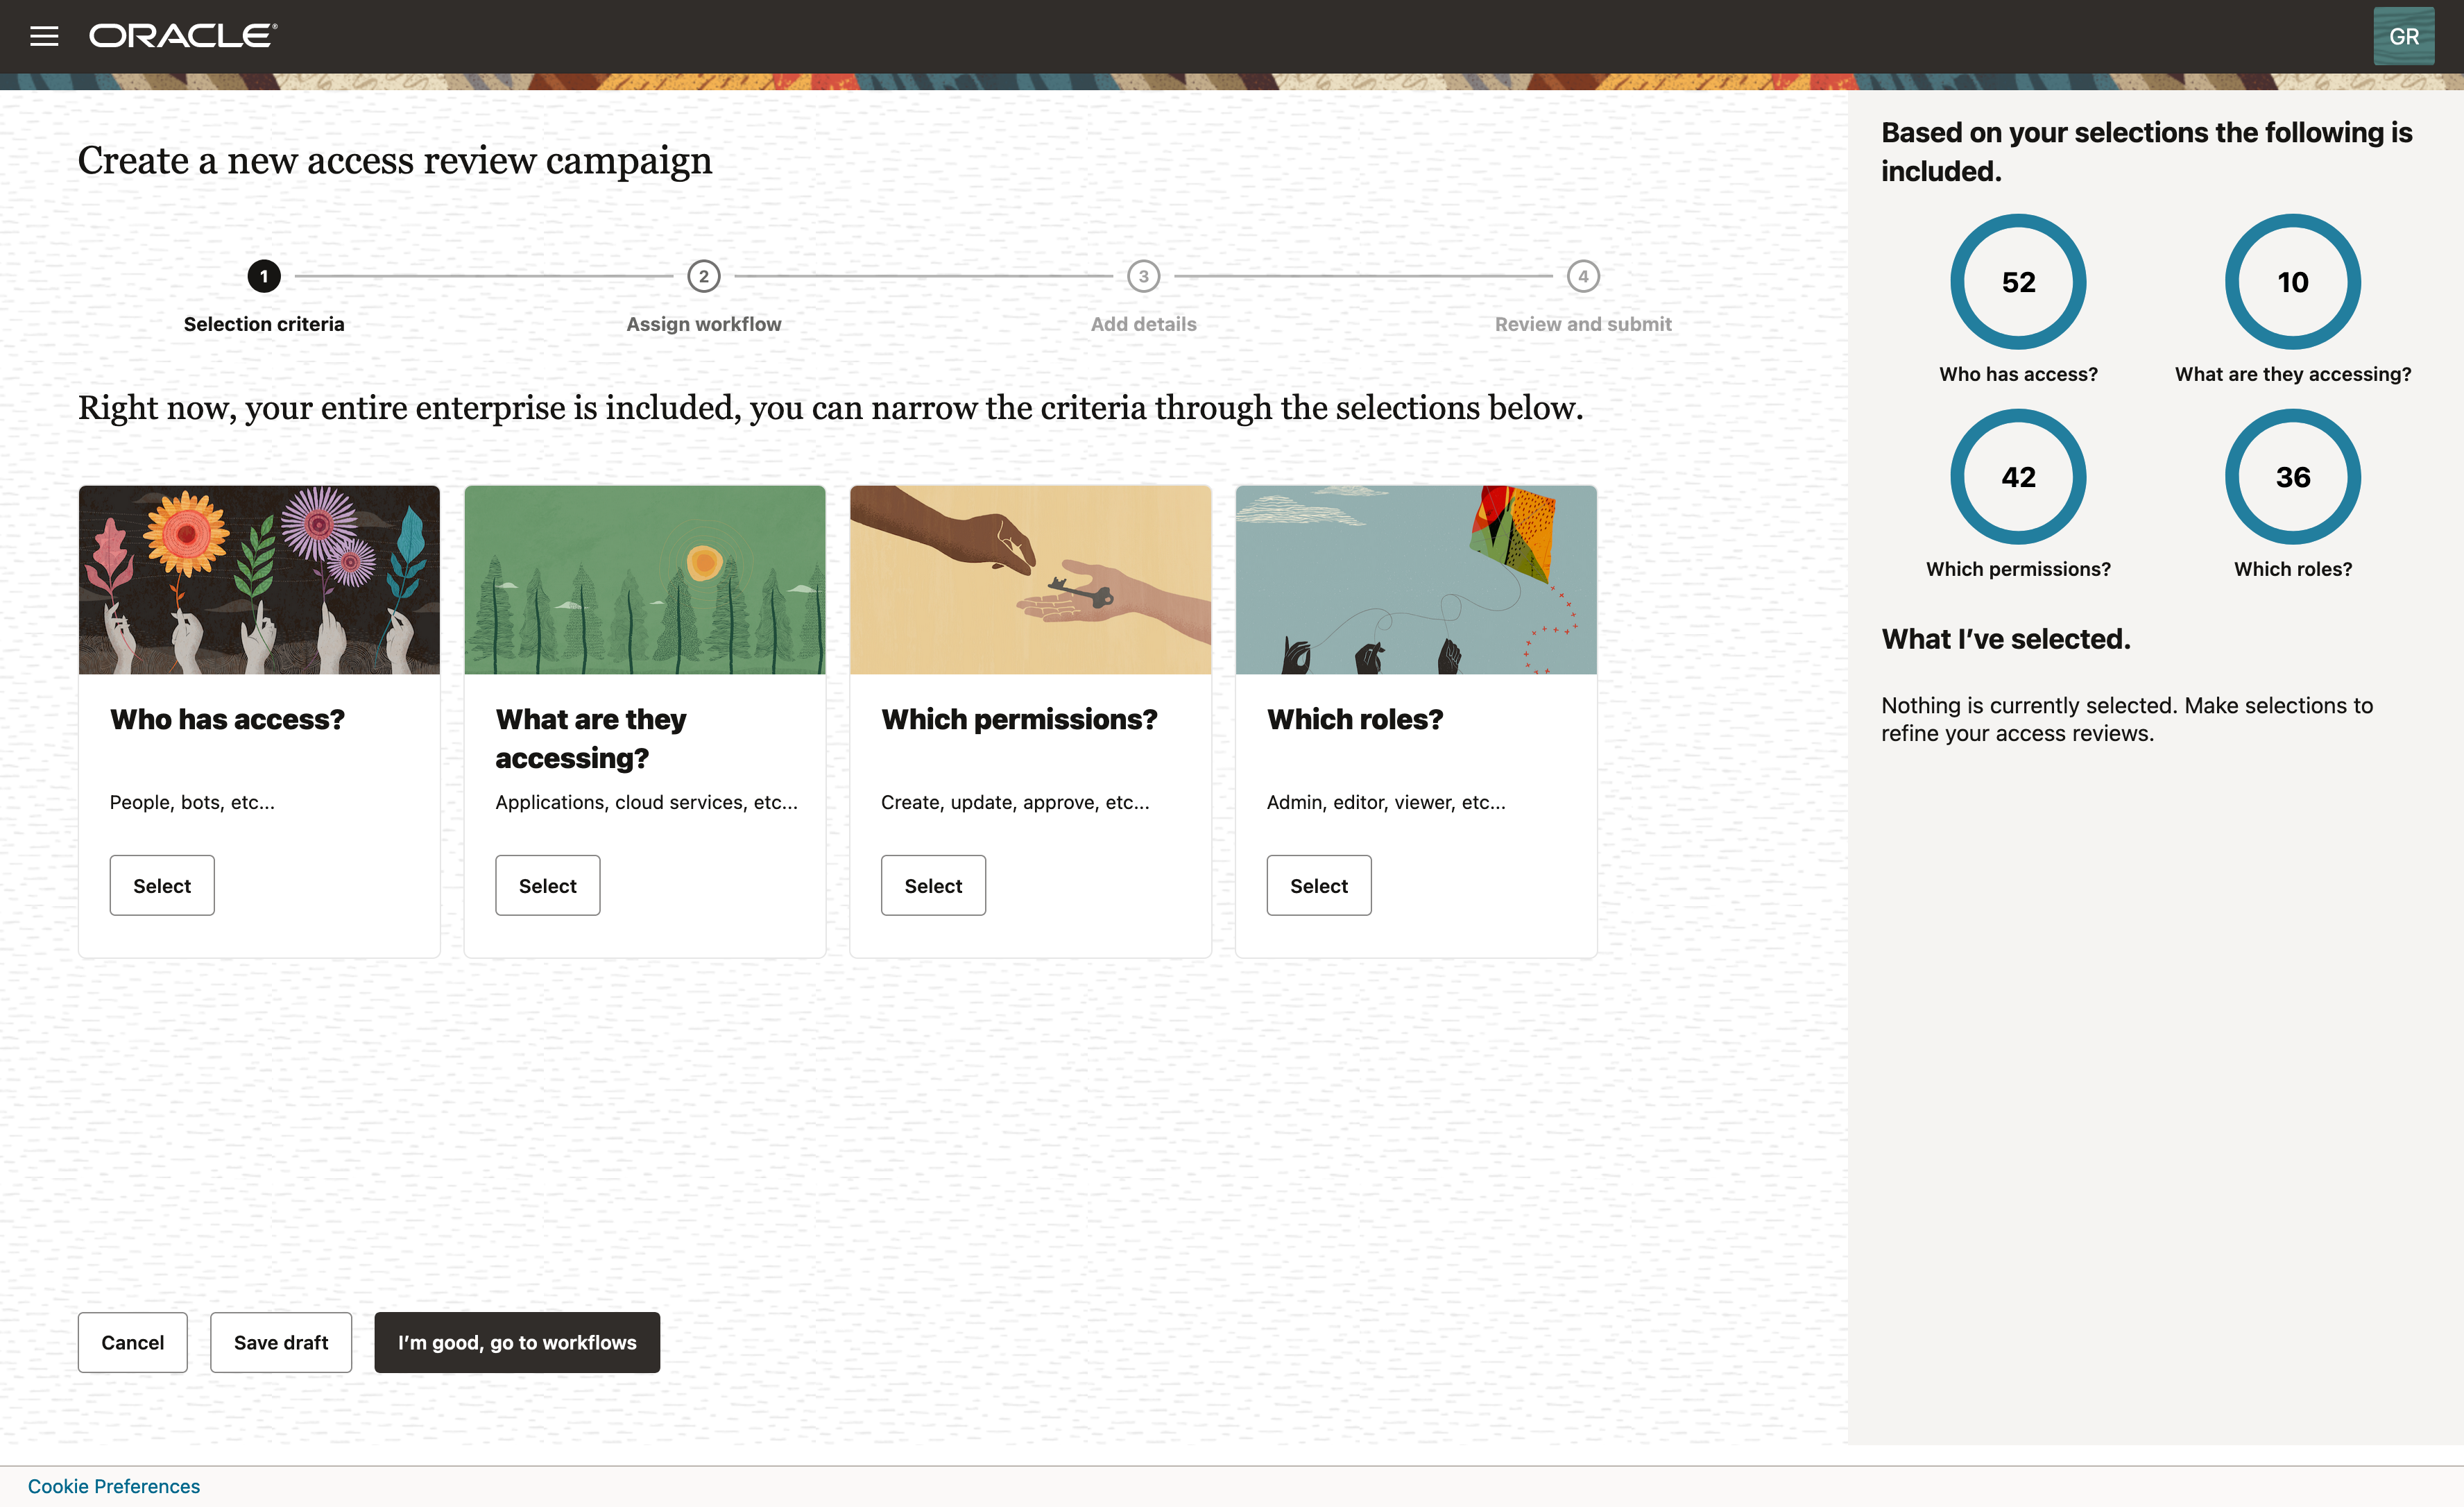 ORACLE
GR
Create a new access review campaign
1
2
3
4
Selection criteria
Assign workflow
Add details
Review and submit
Right now, your entire enterprise is included, you can narrow the criteria through the selections below.
Who has access?
People, bots, etc...
Select
What are they
accessing?
Applications, cloud services, etc...
Select
Which permissions?
Create, update, approve, etc...
Select
Which roles?
Admin, editor, viewer, etc...
Select
Cancel
Save draft
I’m good, go to workflows
Based on your selections the following is
included.
52
Who has access?
10
What are they accessing?
42
Which permissions?
36
Which roles?
What I’ve selected.
Nothing is currently selected. Make selections to
refine your access reviews.
Cookie Preferences